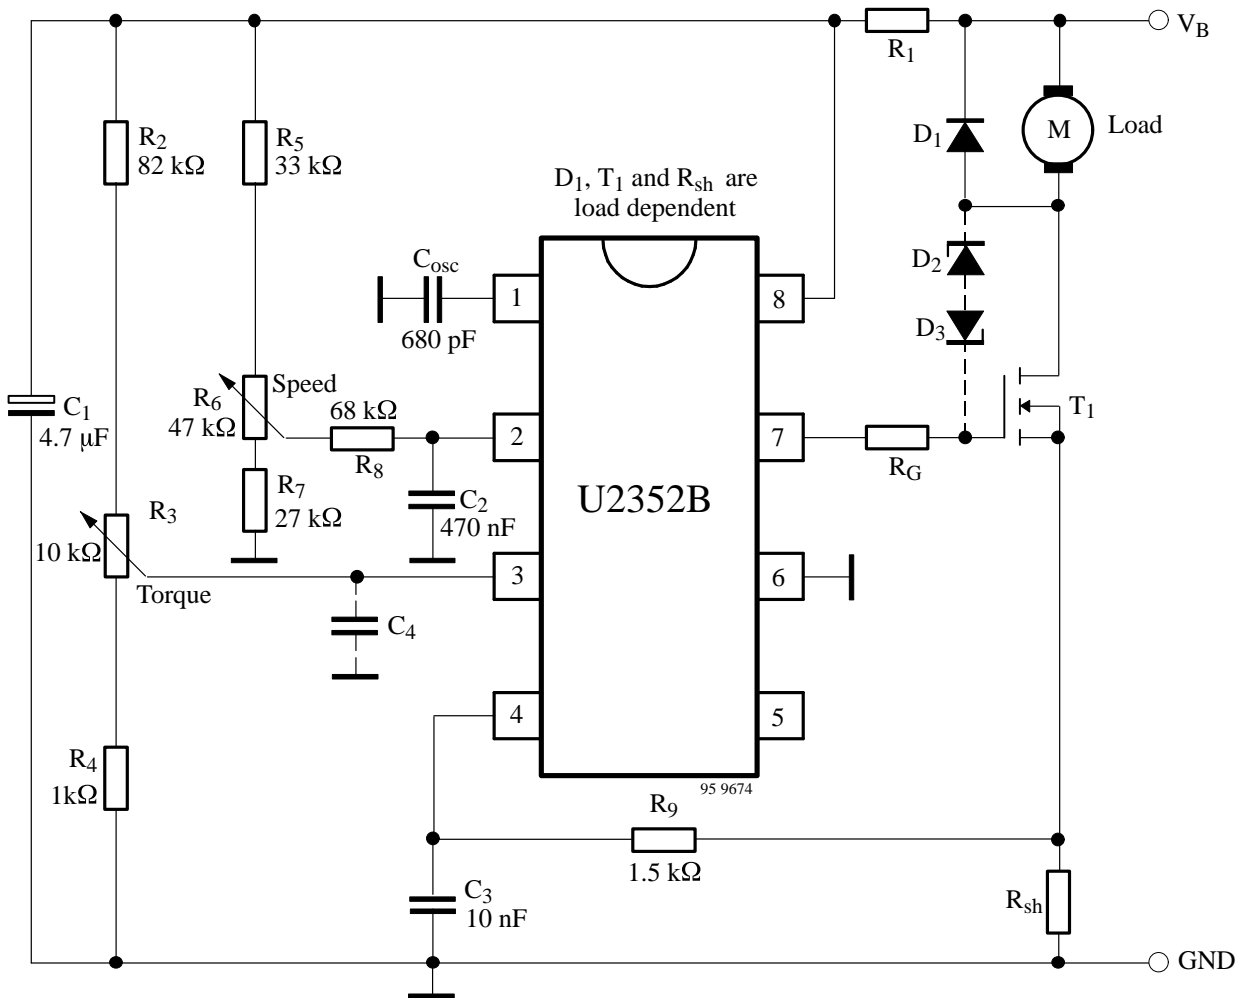 V_B
R_1
R_2
82 kΩ
R_5
33 kΩ
D_1
M
Load
D_1, T_1 and R_sh are
load dependent
C_osc
680 pF
1
8
D_2
D_3
C_1
4.7 µF
R_6
47 kΩ
Speed
68 kΩ
R_8
2
7
R_G
T_1
R_3
10 kΩ
Torque
R_7
27 kΩ
C_2
470 nF
U2352B
3
6
C_4
4
5
R_4
1kΩ
95 9674
R_9
1.5 kΩ
C_3
10 nF
R_sh
GND